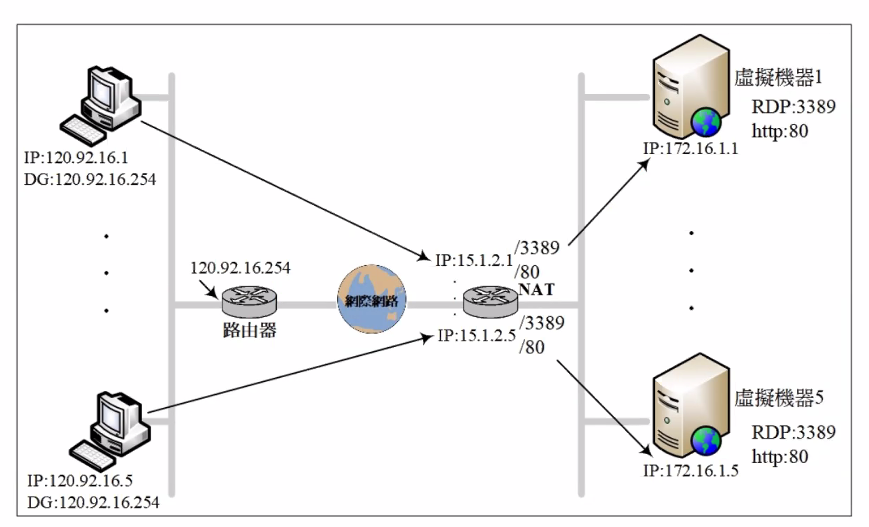 虛擬機器1
RDP:3389
http:80
IP:172.16.1.1
IP:120.92.16.1
DG:120.92.16.254
120.92.16.254
路由器
網際網路
IP:15.1.2.1
/3389
/80
NAT
IP:15.1.2.5
/3389
/80
虛擬機器5
RDP:3389
http:80
IP:172.16.1.5
IP:120.92.16.5
DG:120.92.16.254